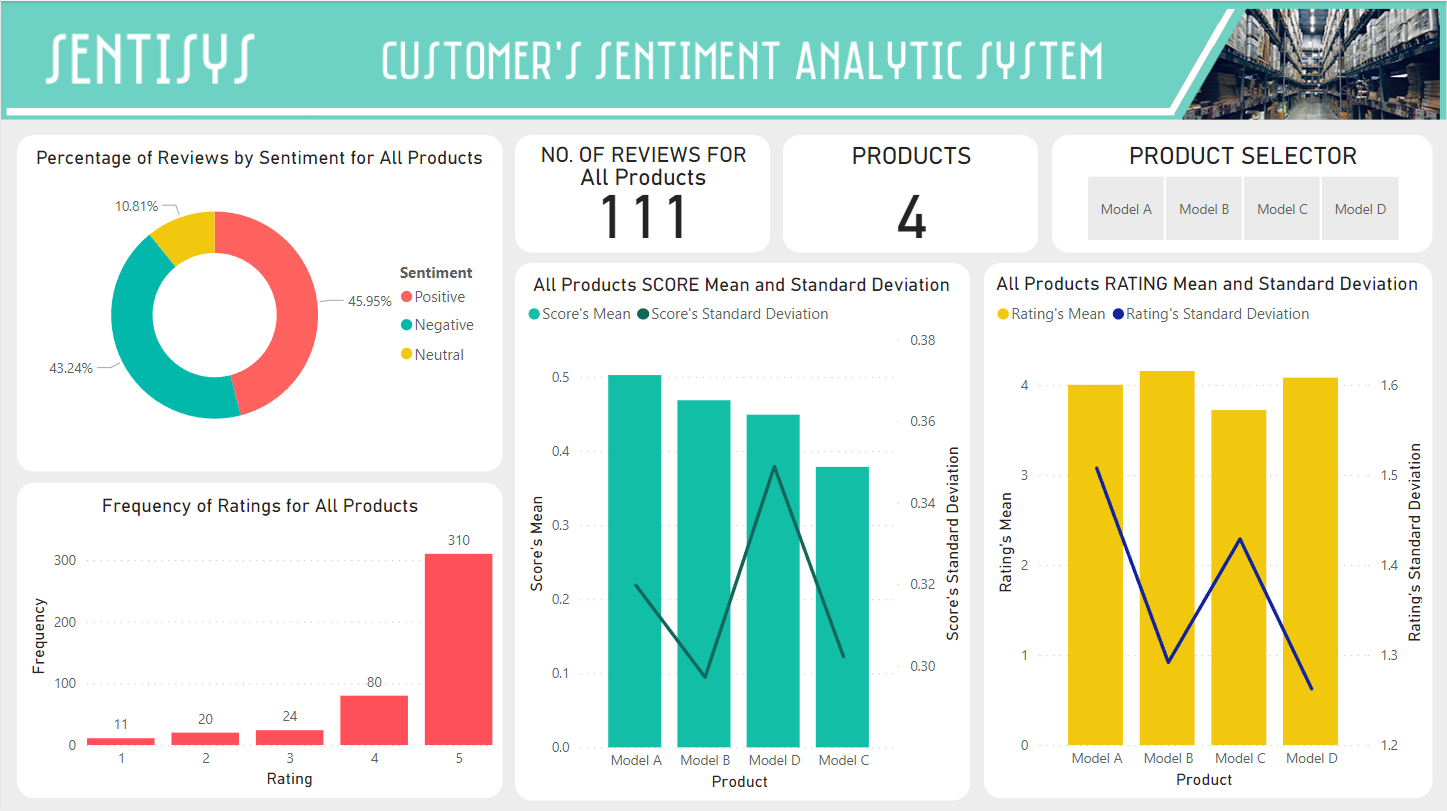 SENTISYS
CUSTOMER'S SENTIMENT ANALYTIC SYSTEM
Percentage of Reviews by Sentiment for All Products
10.81%
45.95%
43.24%
Sentiment
Positive
Negative
Neutral
NO. OF REVIEWS FOR
All Products
111
PRODUCTS
4
PRODUCT SELECTOR
Model A Model B Model C Model D
Frequency of Ratings for All Products
Frequency
300
200
100
0
11 20 24 80 310
1 2 3 4 5
Rating
All Products SCORE Mean and Standard Deviation
Score's Mean Score's Standard Deviation
Score's Mean
0.5
0.4
0.3
0.2
0.1
0.0
0.38
0.36
0.34
0.32
0.30
Score's Standard Deviation
Model A Model B Model D Model C
Product
All Products RATING Mean and Standard Deviation
Rating's Mean Rating's Standard Deviation
Rating's Mean
4
3
2
1
0
1.6
1.5
1.4
1.3
1.2
Rating's Standard Deviation
Model A Model B Model C Model D
Product